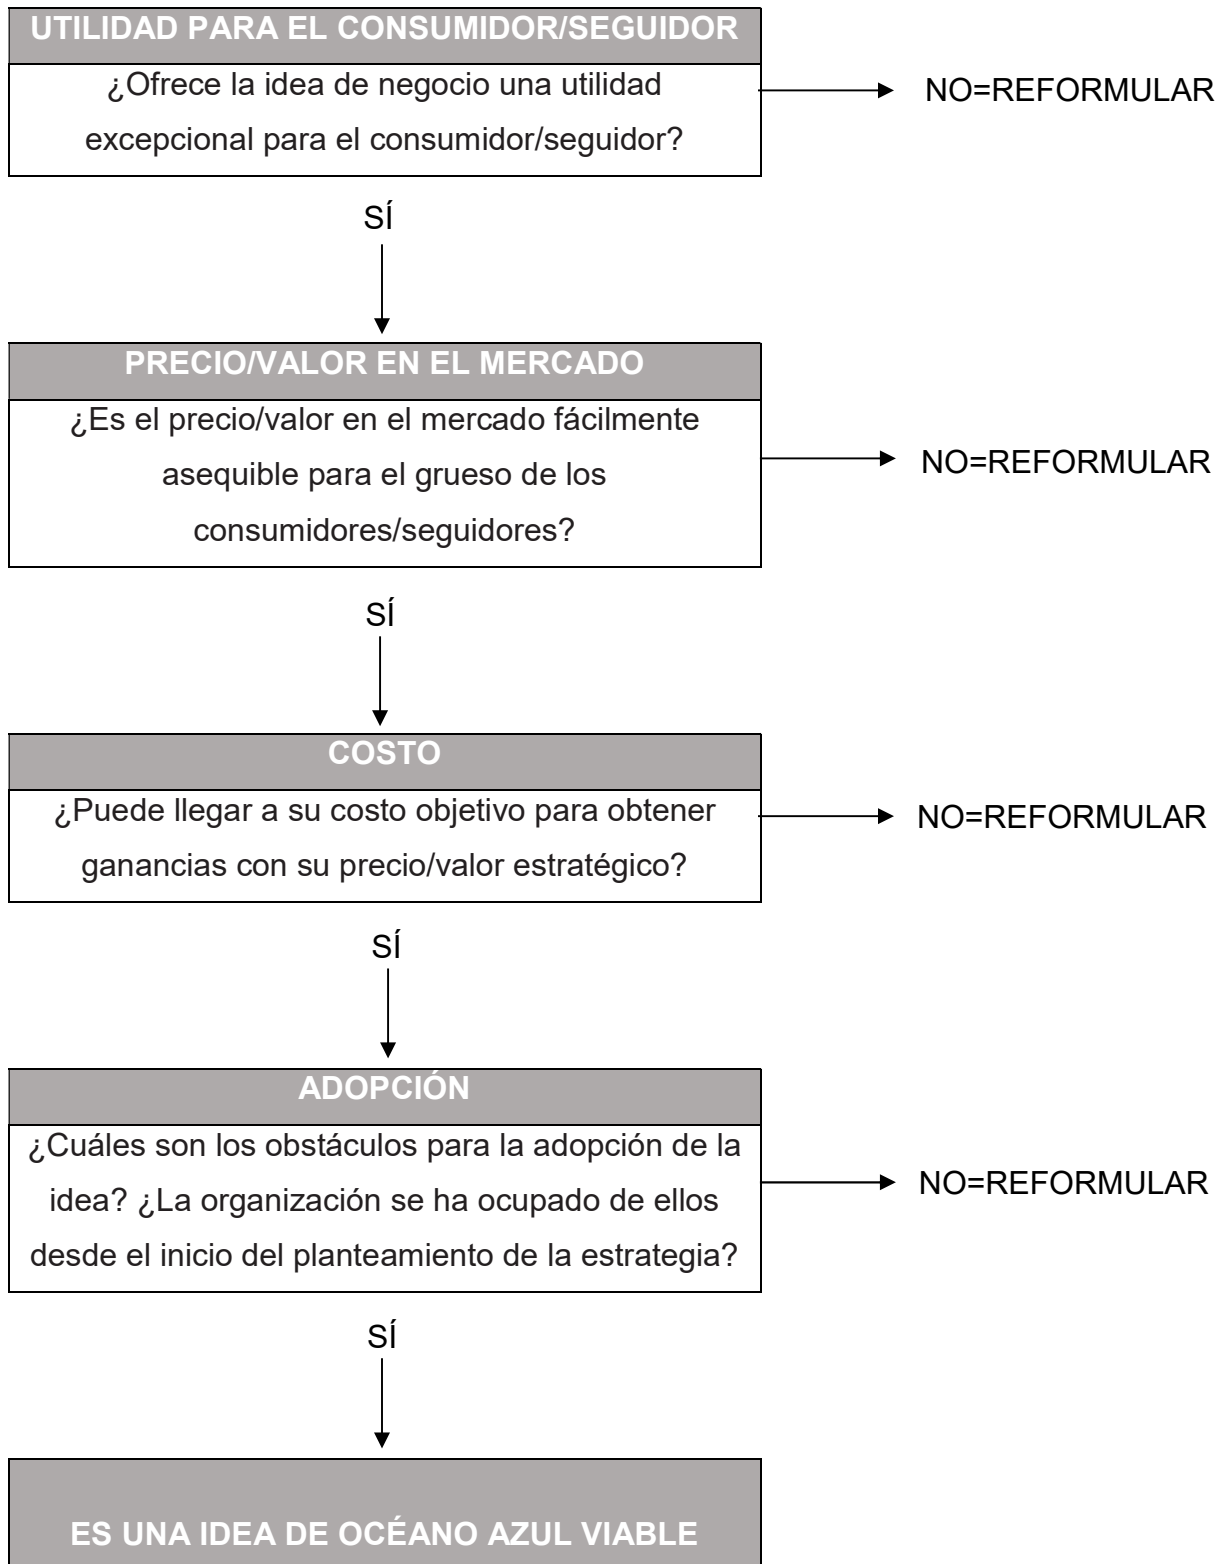 UTILIDAD PARA EL CONSUMIDOR/SEGUIDOR
¿Ofrece la idea de negocio una utilidad
excepcional para el consumidor/seguidor?
NO=REFORMULAR
SÍ
PRECIO/VALOR EN EL MERCADO
¿Es el precio/valor en el mercado fácilmente
asequible para el grueso de los
consumidores/seguidores?
NO=REFORMULAR
SÍ
COSTO
¿Puede llegar a su costo objetivo para obtener
ganancias con su precio/valor estratégico?
NO=REFORMULAR
SÍ
ADOPCIÓN
¿Cuáles son los obstáculos para la adopción de la
idea? ¿La organización se ha ocupado de ellos
desde el inicio del planteamiento de la estrategia?
NO=REFORMULAR
SÍ
ES UNA IDEA DE OCÉANO AZUL VIABLE